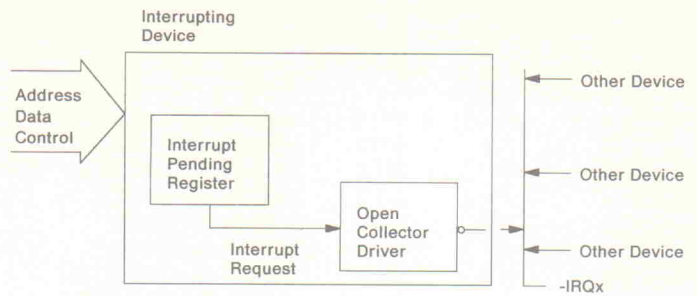 Interrupting
Device
Address
Data
Control
Interrupt
Pending
Register
Interrupt
Request
Open
Collector
Driver
Other Device
Other Device
Other Device
-IRQx